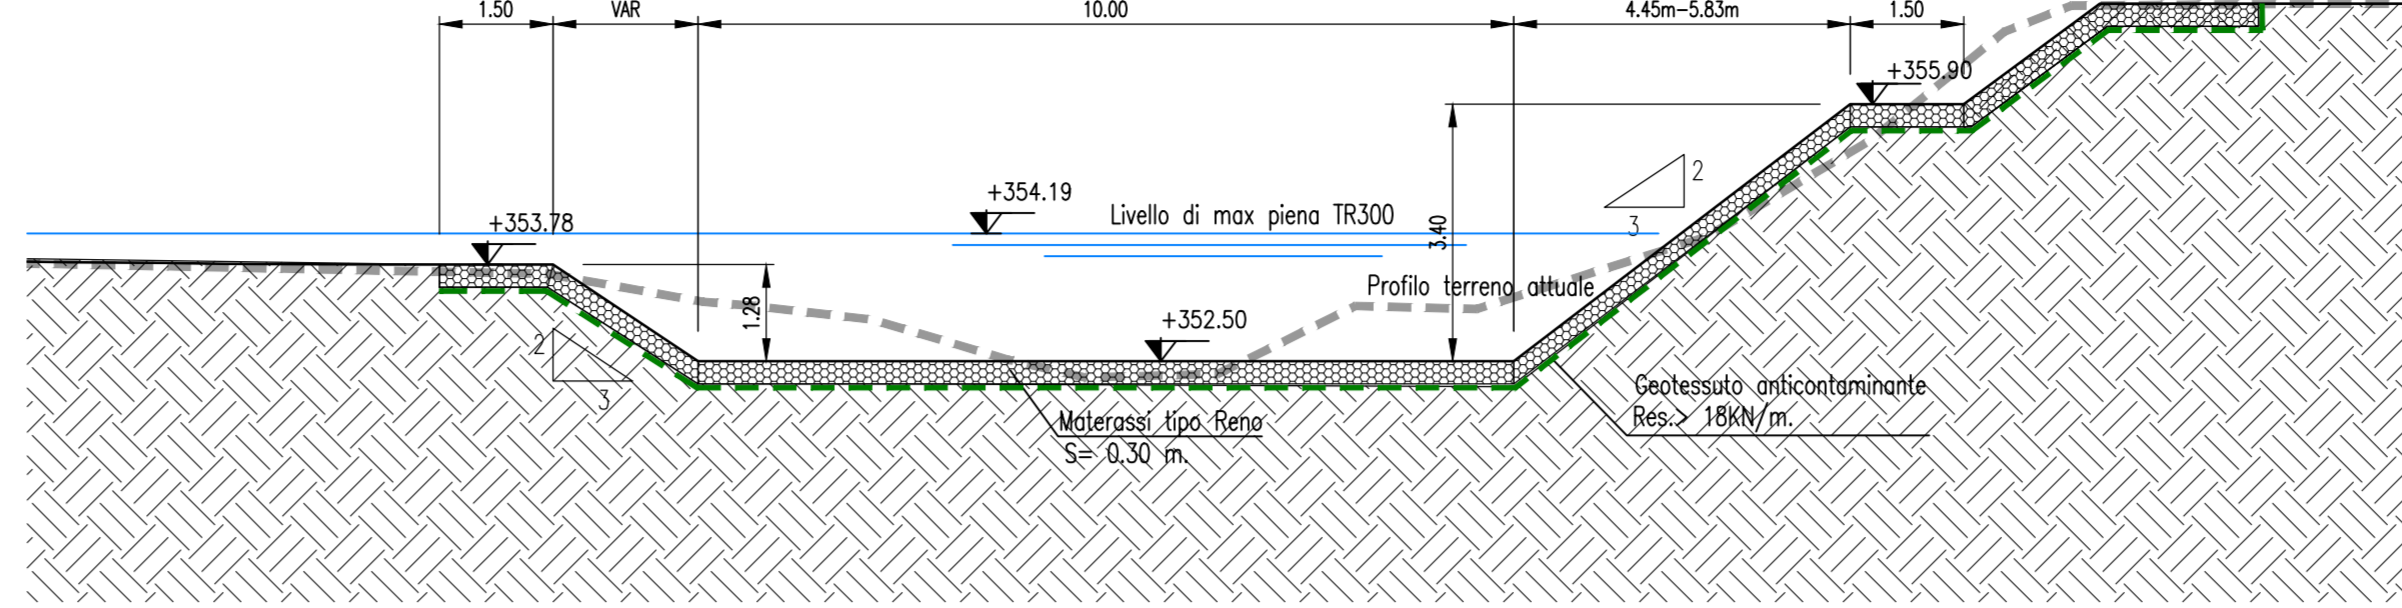 1.50
VAR
10.00
4.45m-5.83m
1.50
+355.90
+354.19
+353.78
Livello di max piena TR300
2
3
3.40
Profilo terreno attuale
1.28
+352.50
2
3
Materassi tipo Reno
S= 0.30 m.
Geotessuto anticontaminante
Res.> 18KN/m.